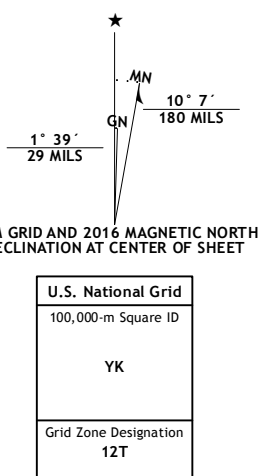 ★
MN
GN
10° 7´
180 MILS
1° 39´
29 MILS
GRID AND 2016 MAGNETIC NORTH
ECLINATION AT CENTER OF SHEET
U.S. National Grid
100,000-m Square ID
YK
Grid Zone Designation
12T